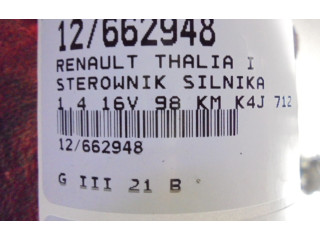 12/662948
RENAULT THALIA I
STEROWNIK SILNIKA
1.4 16V 98 KM K4J 712
12/662948
G III 21 B